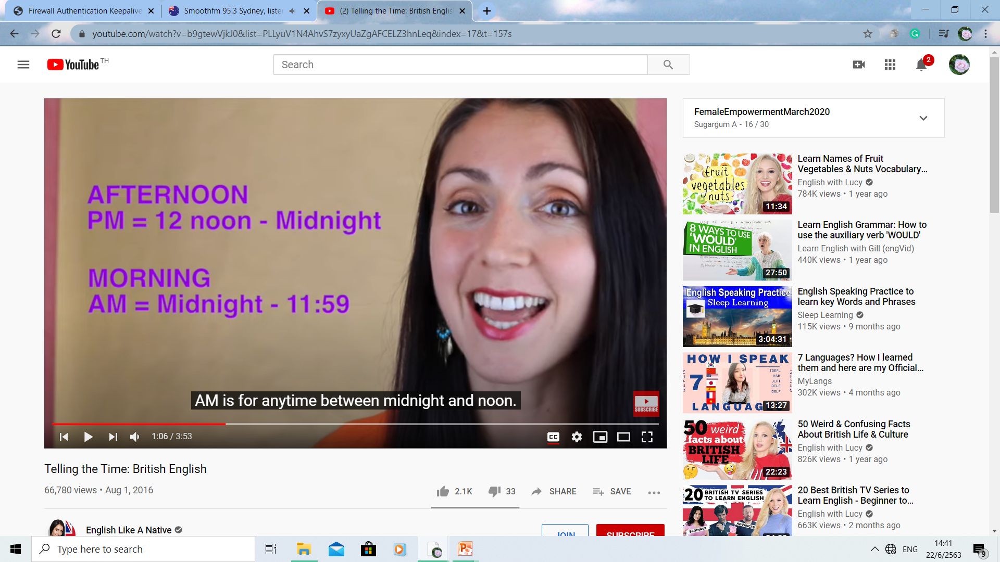 Firewall Authentication Keepalive
Smoothfm 95.3 Sydney, listen
(2) Telling the Time: British Englis
youtube.com/watch?v=b9gtewVjkJ0&list=PLLyuV1N4AhvS7zyxyUaZgAFCELZ3hnLeq&index=17&t=157s
YouTube TH
Search
2
AFTERNOON
PM = 12 noon - Midnight
MORNING
AM = Midnight - 11:59
AM is for anytime between midnight and noon.
SUBSCRIBE
1:06 / 3:53
CC
Telling the Time: British English
66,780 views • Aug 1, 2016
2.1K
33
SHARE
SAVE
English Like A Native
JOIN
SUBSCRIBE
FemaleEmpowermentMarch2020
Sugargum A - 16 / 30
fruit
vegetables
nuts
11:34
Learn Names of Fruit
Vegetables & Nuts Vocabulary...
English with Lucy
784K views • 1 year ago
8 WAYS TO USE
'WOULD'
IN ENGLISH
27:50
Learn English Grammar: How to
use the auxiliary verb 'WOULD'
Learn English with Gill (engVid)
440K views • 1 year ago
English Speaking Practice
Sleep Learning
3:04:31
English Speaking Practice to
learn key Words and Phrases
Sleep Learning
115K views • 9 months ago
HOW I SPEAK
SEVEN
7
TOEFL
HSK
JLPT
DELE
DELF
LANGUAG
13:27
7 Languages? How I learned
them and here are my Official...
MyLangs
302K views • 4 months ago
50 weird
facts about
BRITISH
LIFE
22:23
50 Weird & Confusing Facts
About British Life & Culture
English with Lucy
826K views • 1 year ago
20 BRITISH TV SERIES
TO LEARN ENGLISH
BEGINNER
ADVANCED
20 Best British TV Series to
Learn English - Beginner to...
English with Lucy
663K views • 2 months ago
Type here to search
ENG
14:41
22/6/2563
9